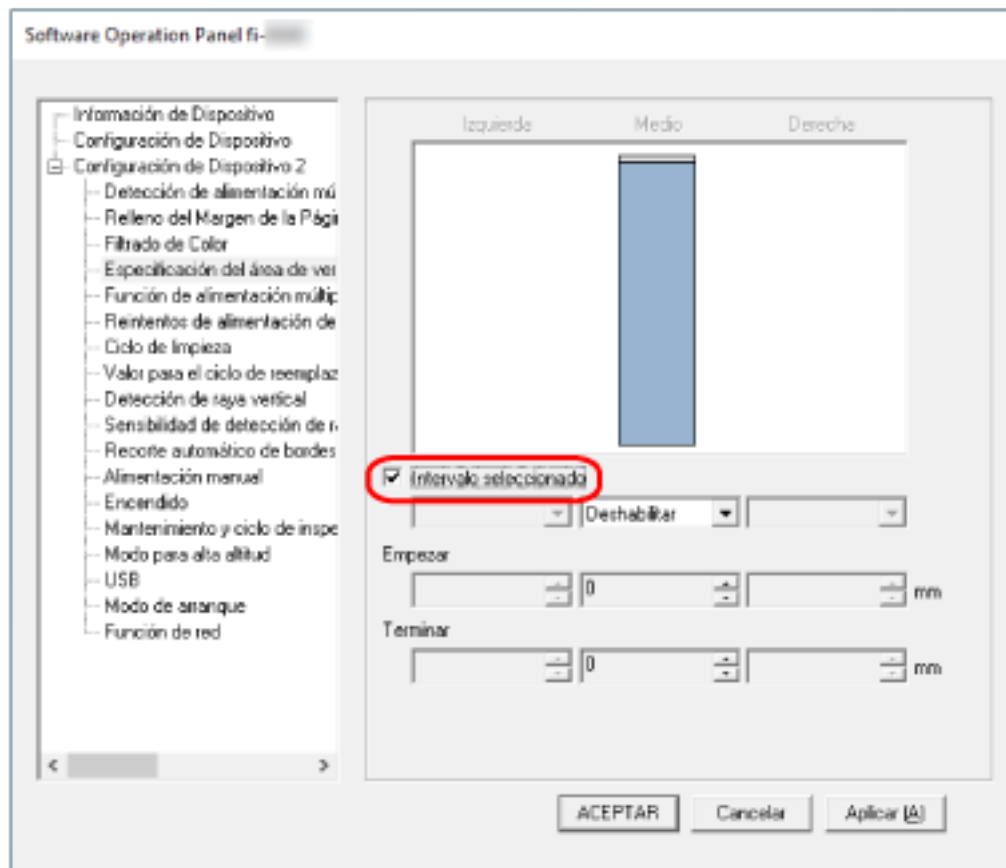 Software Operation Panel fi-
Información de Dispositivo
Configuración de Dispositivo
Configuración de Dispositivo 2
Detección de alimentación mú
Relleno del Margen de la Pági
Filtrado de Color
Especificación del área de ver
Función de alimentación múltip
Reintentos de alimentación de
Ciclo de limpieza
Valor para el ciclo de reemplaz
Detección de raya vertical
Sensibilidad de detección de r
Recorte automático de bordes
Alimentación manual
Encendido
Mantenimiento y ciclo de inspe
Modo para alta altitud
USB
Modo de arranque
Función de red
Izquierda Medio Derecha
Intervalo seleccionado
Deshabilitar
Empezar
0 mm
Terminar
0 mm
ACEPTAR Cancelar Aplicar (A)